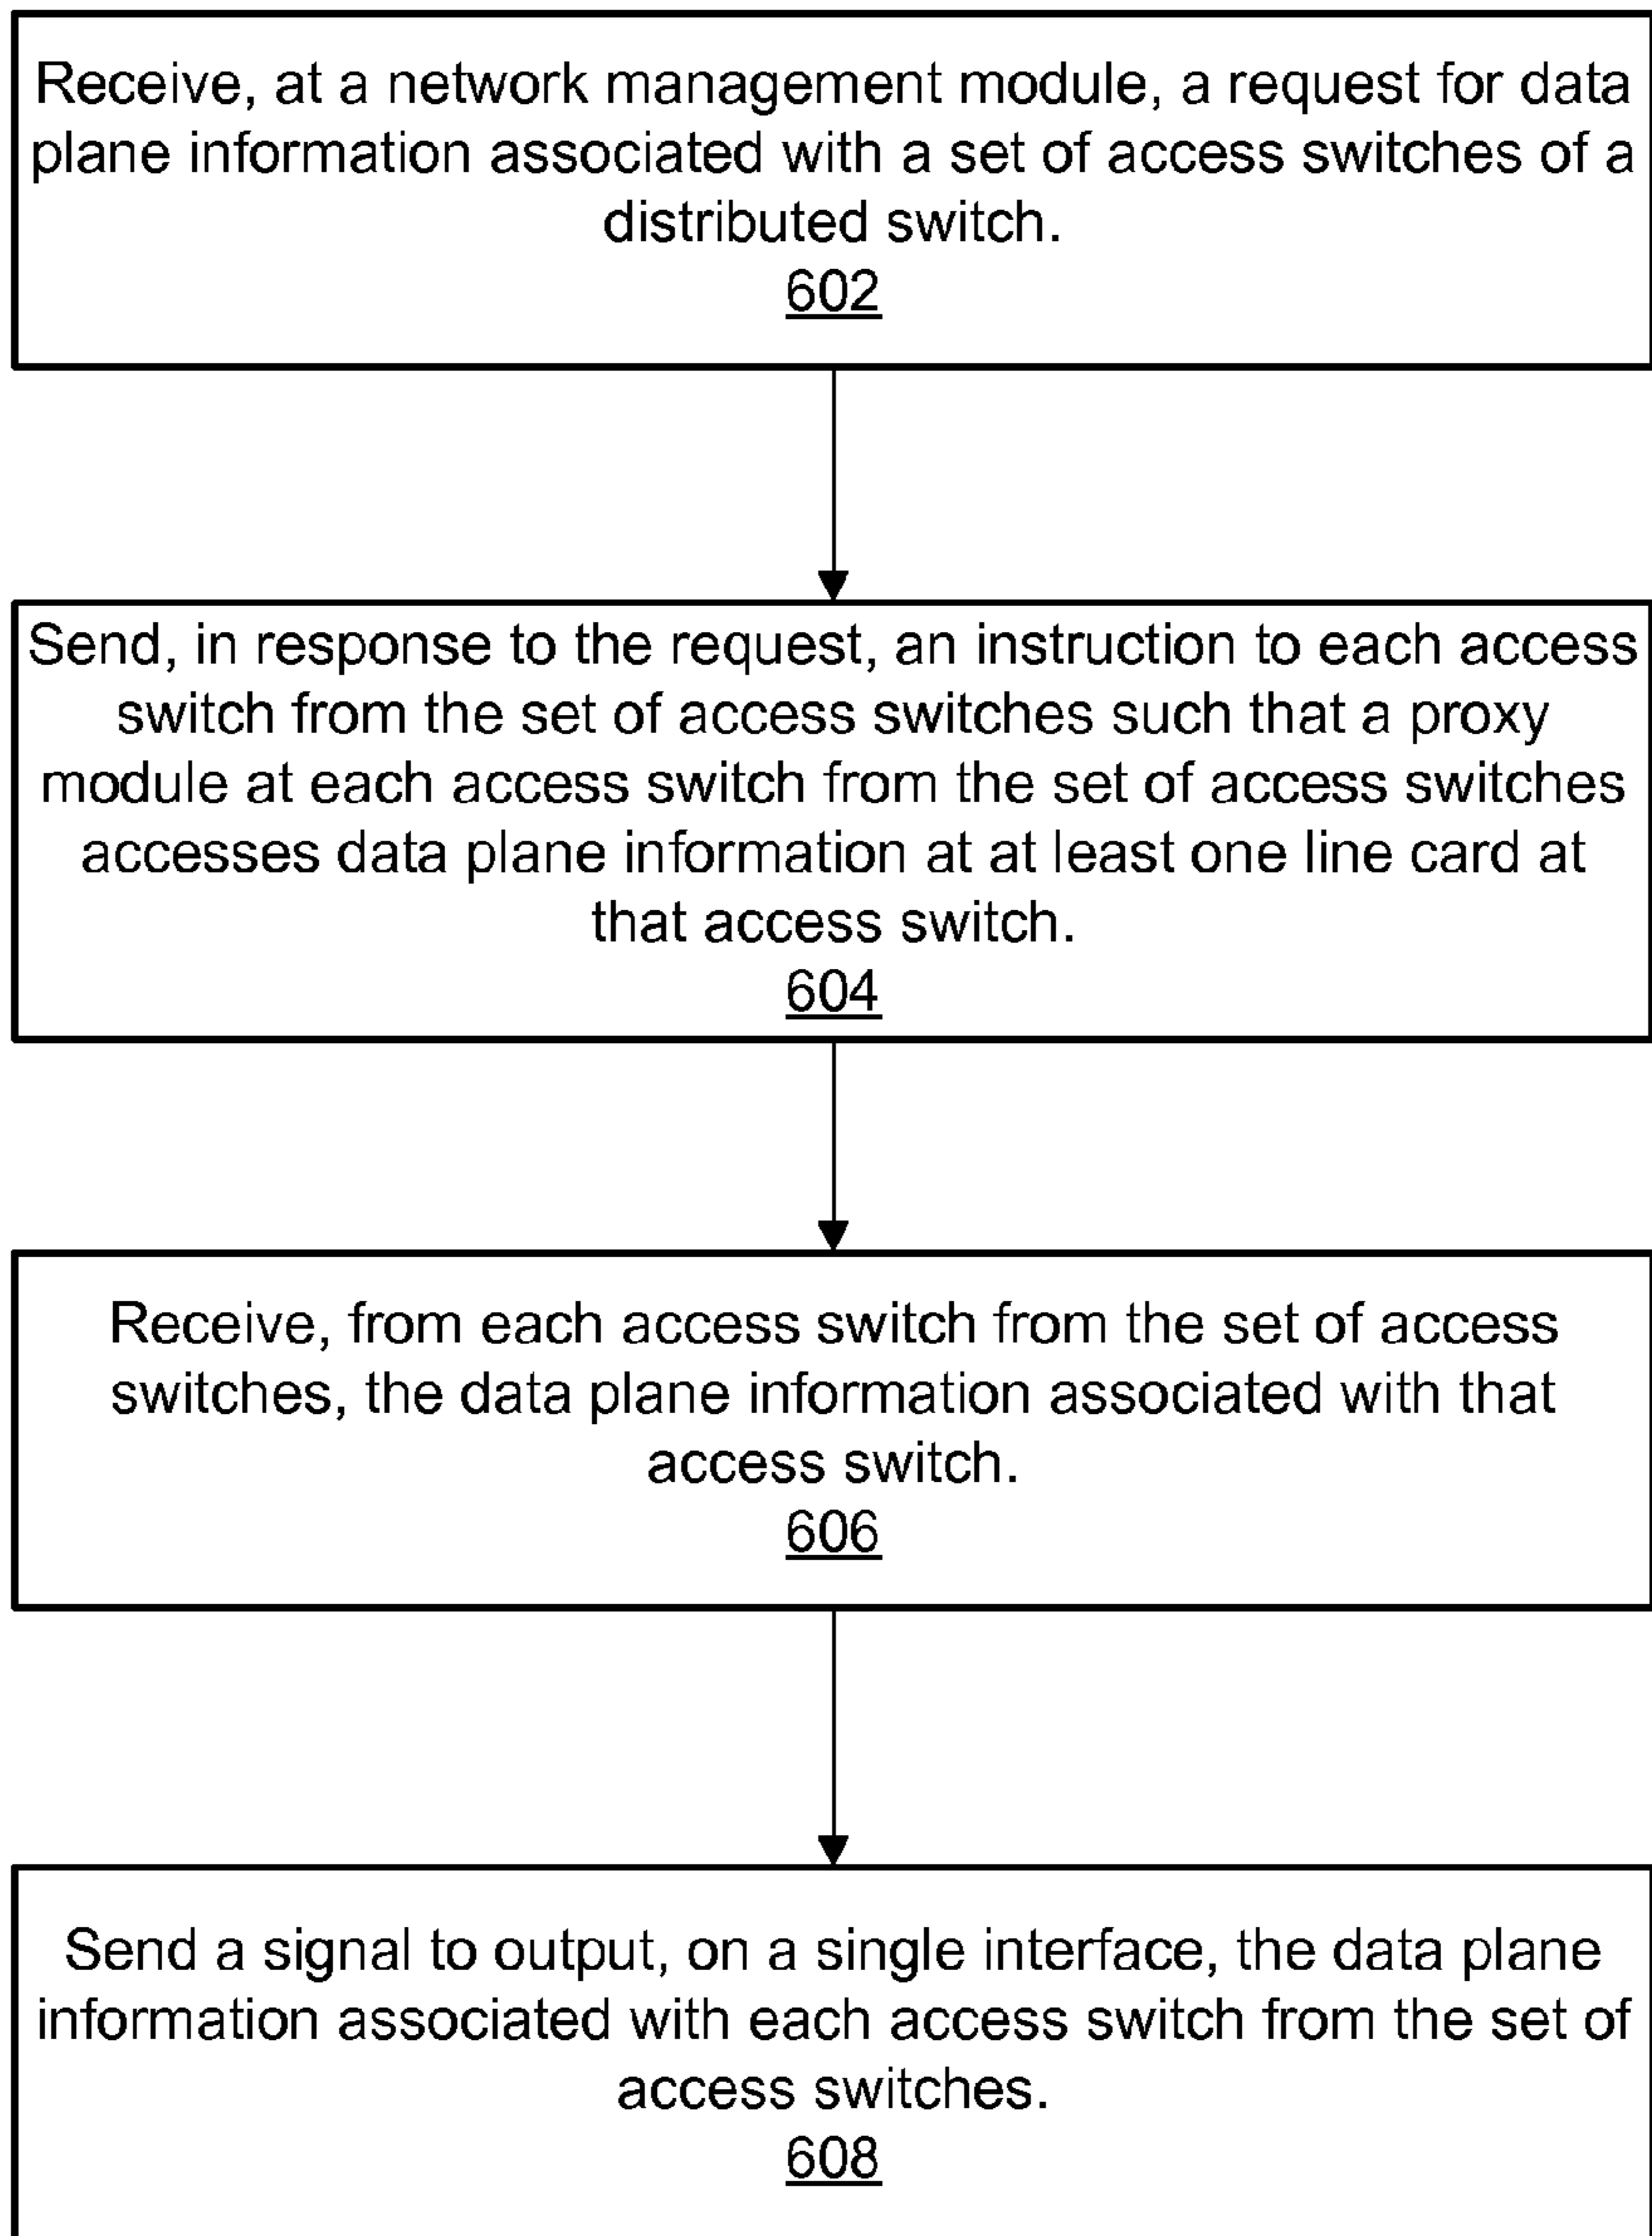 Receive, at a network management module, a request for data
plane information associated with a set of access switches of a
distributed switch.
602
Send, in response to the request, an instruction to each access
switch from the set of access switches such that a proxy
module at each access switch from the set of access switches
accesses data plane information at at least one line card at
that access switch.
604
Receive, from each access switch from the set of access
switches, the data plane information associated with that
access switch.
606
Send a signal to output, on a single interface, the data plane
information associated with each access switch from the set of
access switches.
608